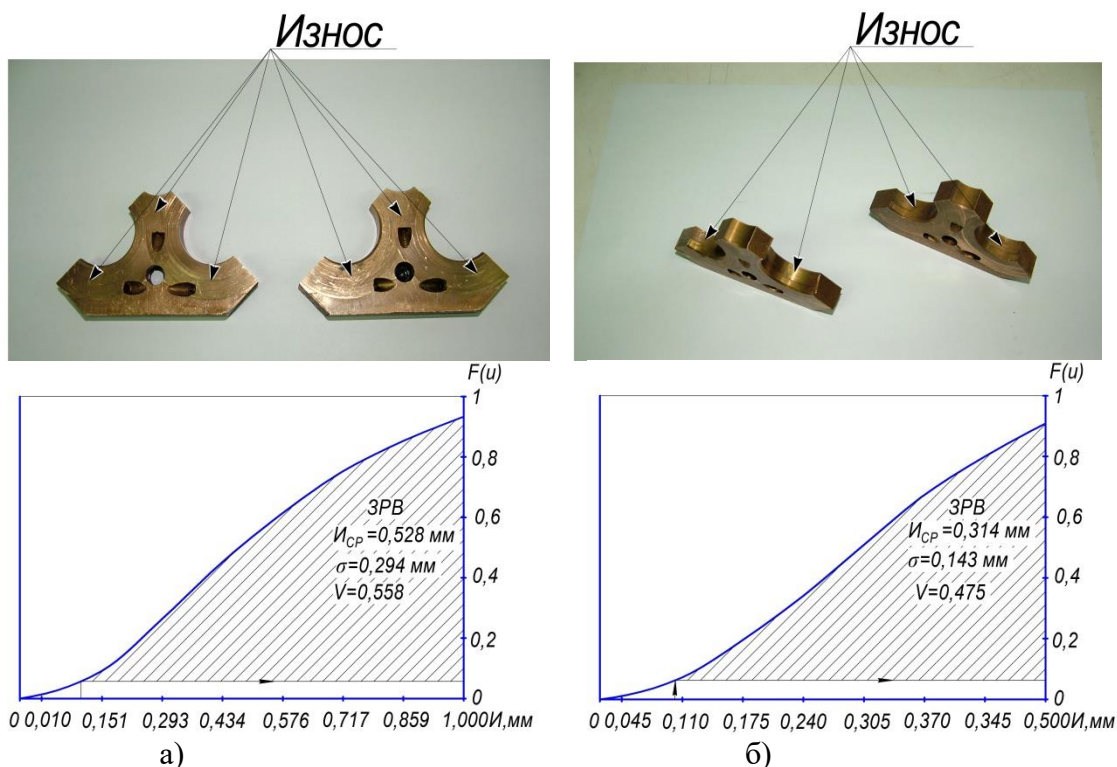 Износ
Износ
F(u)
1
0,8
0,6
0,4
0,2
0
ЗРВ
И_СР=0,528 мм
σ=0,294 мм
V=0,558
0 0,010 0,151 0,293 0,434 0,576 0,717 0,859 1,000И,мм
а)
F(u)
1
0,8
0,6
0,4
0,2
0
ЗРВ
И_СР=0,314 мм
σ=0,143 мм
V=0,475
0 0,045 0,110 0,175 0,240 0,305 0,370 0,345 0,500И,мм
б)